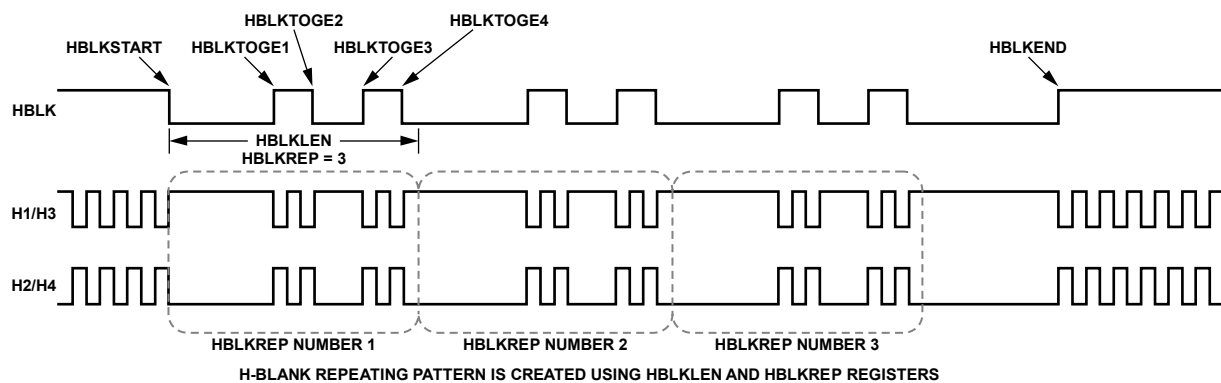 HBLKTOGE2
HBLKTOGE4
HBLKSTART
HBLKTOGE1
HBLKTOGE3
HBLKEND
HBLK
HBLKLEN
HBLKREP = 3
H1/H3
H2/H4
HBLKREP NUMBER 1
HBLKREP NUMBER 2
HBLKREP NUMBER 3
H-BLANK REPEATING PATTERN IS CREATED USING HBLKLEN AND HBLKREP REGISTERS